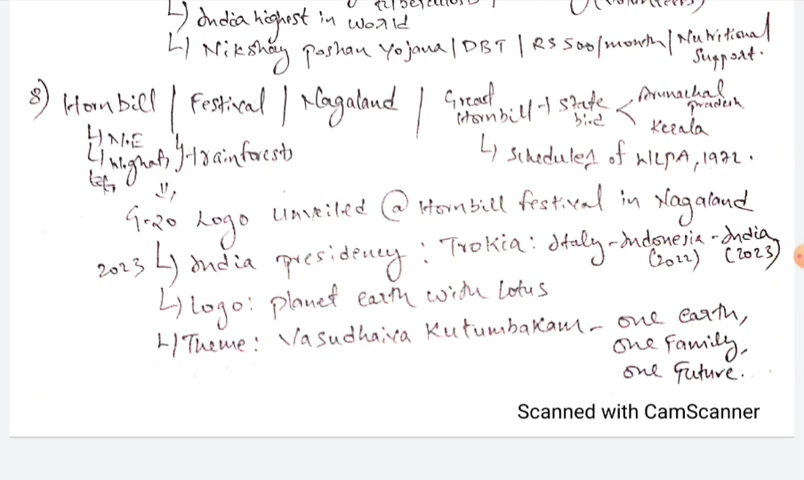 India highest in world
Nikshay Poshan Yojana | DBT | RS 500/month | Nutritional Support.
8) Hornbill | Festival | Nagaland | Great Hornbill → State bird < Arunachal Pradesh
Kerala
N.E
W.ghats rainforests
Schedule1 of WLPA, 1972.
G-20 Logo unveiled @ Hornbill festival in Nagaland
2023 India presidency : Trokia : Italy - Indonesia - India
(2022) (2023)
Logo : planet earth with lotus
Theme : Vasudhaiva Kutumbakam - one earth,
one family,
one future.
Scanned with CamScanner